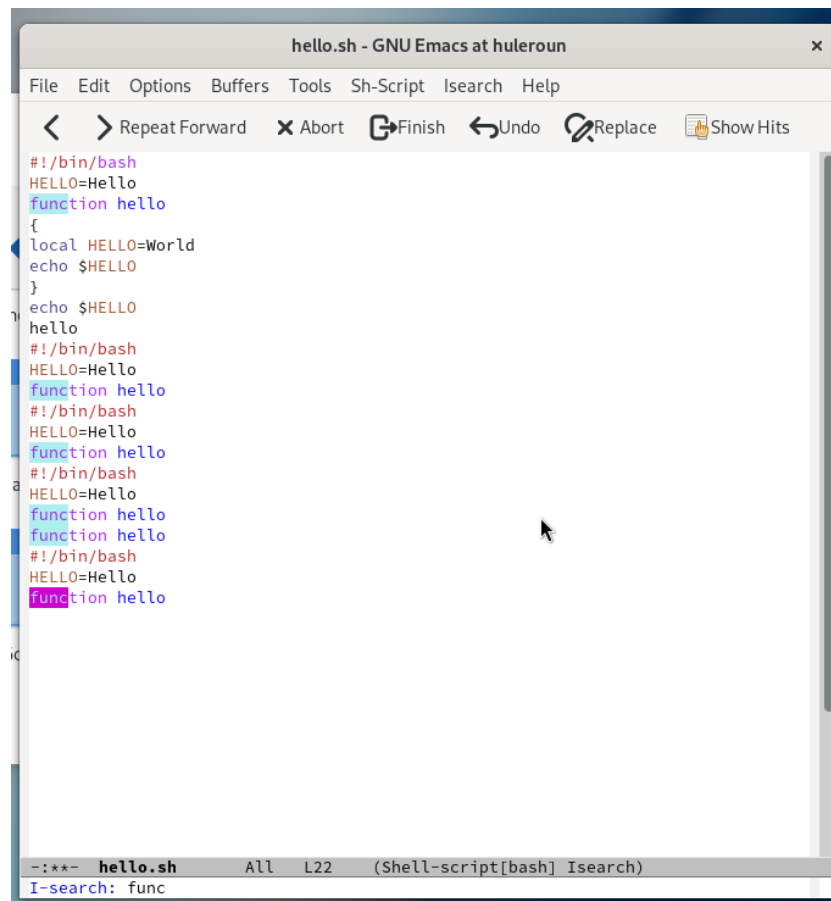 hello.sh - GNU Emacs at huleroun ×
File Edit Options Buffers Tools Sh-Script Isearch Help
Repeat Forward Abort Finish Undo Replace Show Hits
#!/bin/bash
HELLO=Hello
function hello
{
local HELLO=World
echo $HELLO
}
echo $HELLO
hello
#!/bin/bash
HELLO=Hello
function hello
#!/bin/bash
HELLO=Hello
function hello
#!/bin/bash
HELLO=Hello
function hello
function hello
#!/bin/bash
HELLO=Hello
function hello
-:**- hello.sh All L22 (Shell-script[bash] Isearch)
I-search: func